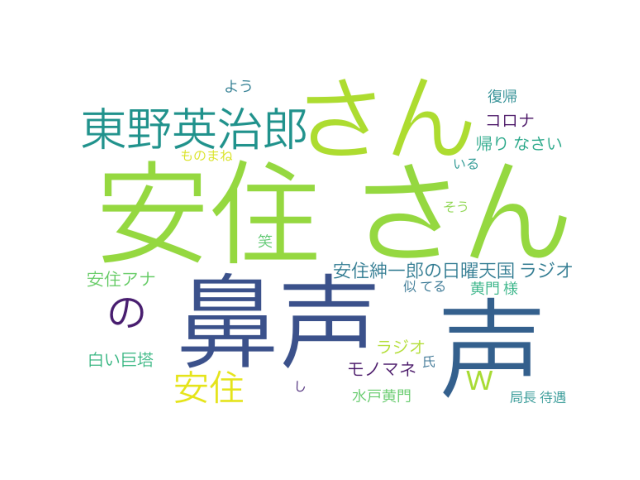 よう
さん
復帰
東野英治郎
コロナ
帰り なさい
ものまね
いる
安住 さん
そう
笑
安住アナ
安住紳一郎の日曜天国 ラジオ
似 てる
黄門 様
の
鼻声
声
白い巨塔
ラジオ
氏
モノマネ
w
安住
し
水戸黄門
局長 待遇